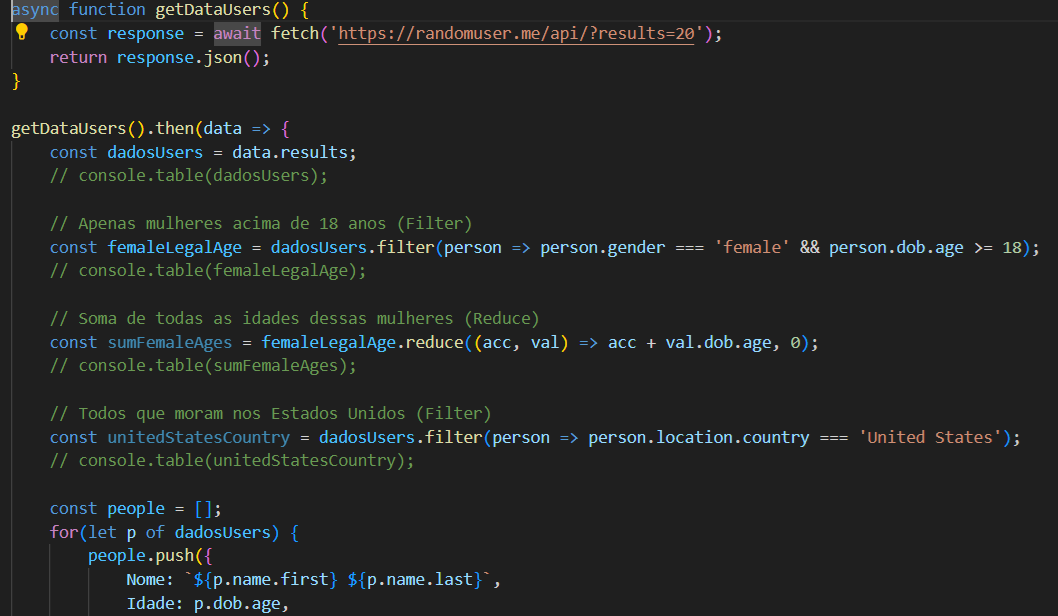 async function getDataUsers() {
    const response = await fetch('https://randomuser.me/api/?results=20');
    return response.json();
}

getDataUsers().then(data => {
    const dadosUsers = data.results;
    // console.table(dadosUsers);

    // Apenas mulheres acima de 18 anos (Filter)
    const femaleLegalAge = dadosUsers.filter(person => person.gender === 'female' && person.dob.age >= 18);
    // console.table(femaleLegalAge);

    // Soma de todas as idades dessas mulheres (Reduce)
    const sumFemaleAges = femaleLegalAge.reduce((acc, val) => acc + val.dob.age, 0);
    // console.table(sumFemaleAges);

    // Todos que moram nos Estados Unidos (Filter)
    const unitedStatesCountry = dadosUsers.filter(person => person.location.country === 'United States');
    // console.table(unitedStatesCountry);

    const people = [];
    for(let p of dadosUsers) {
        people.push({
            Nome: `${p.name.first} ${p.name.last}`,
            Idade: p.dob.age,